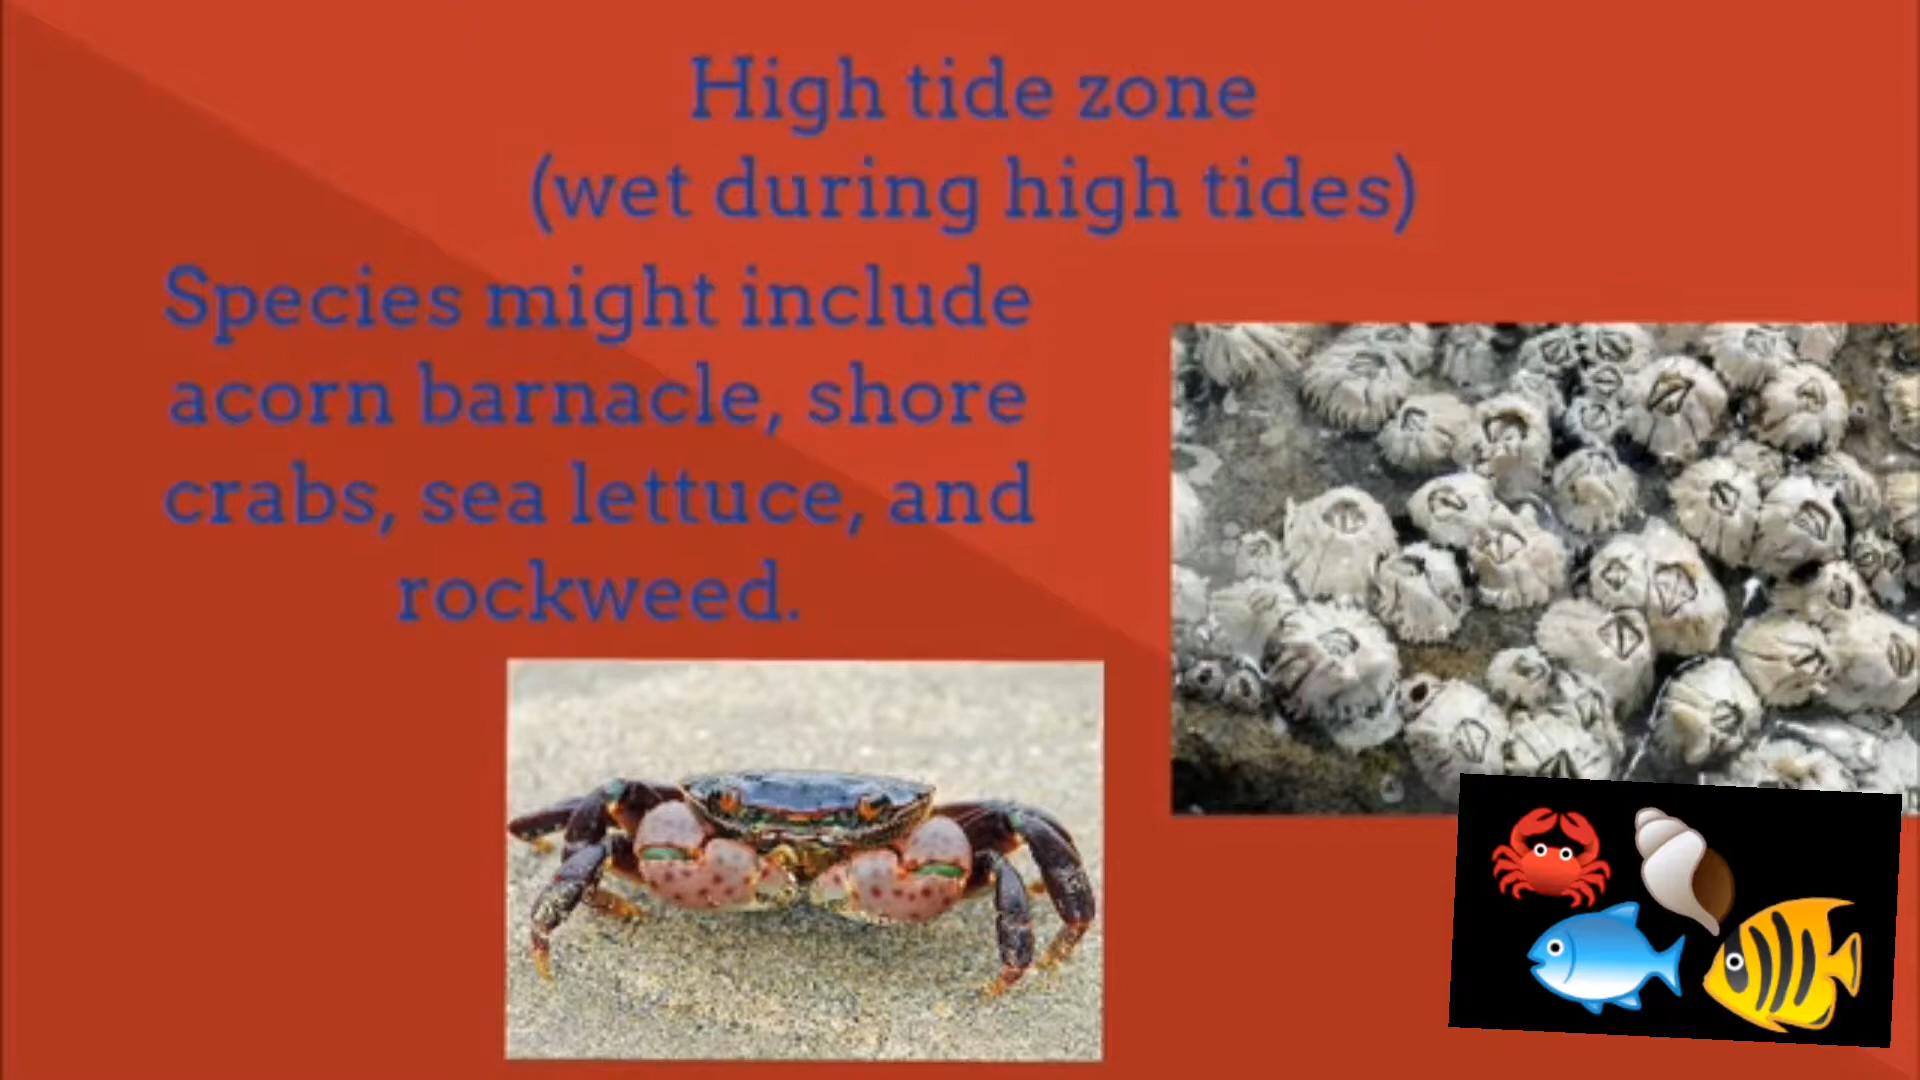 High tide zone
(wet during high tides)
Species might include
acorn barnacle, shore
crabs, sea lettuce, and
rockweed.